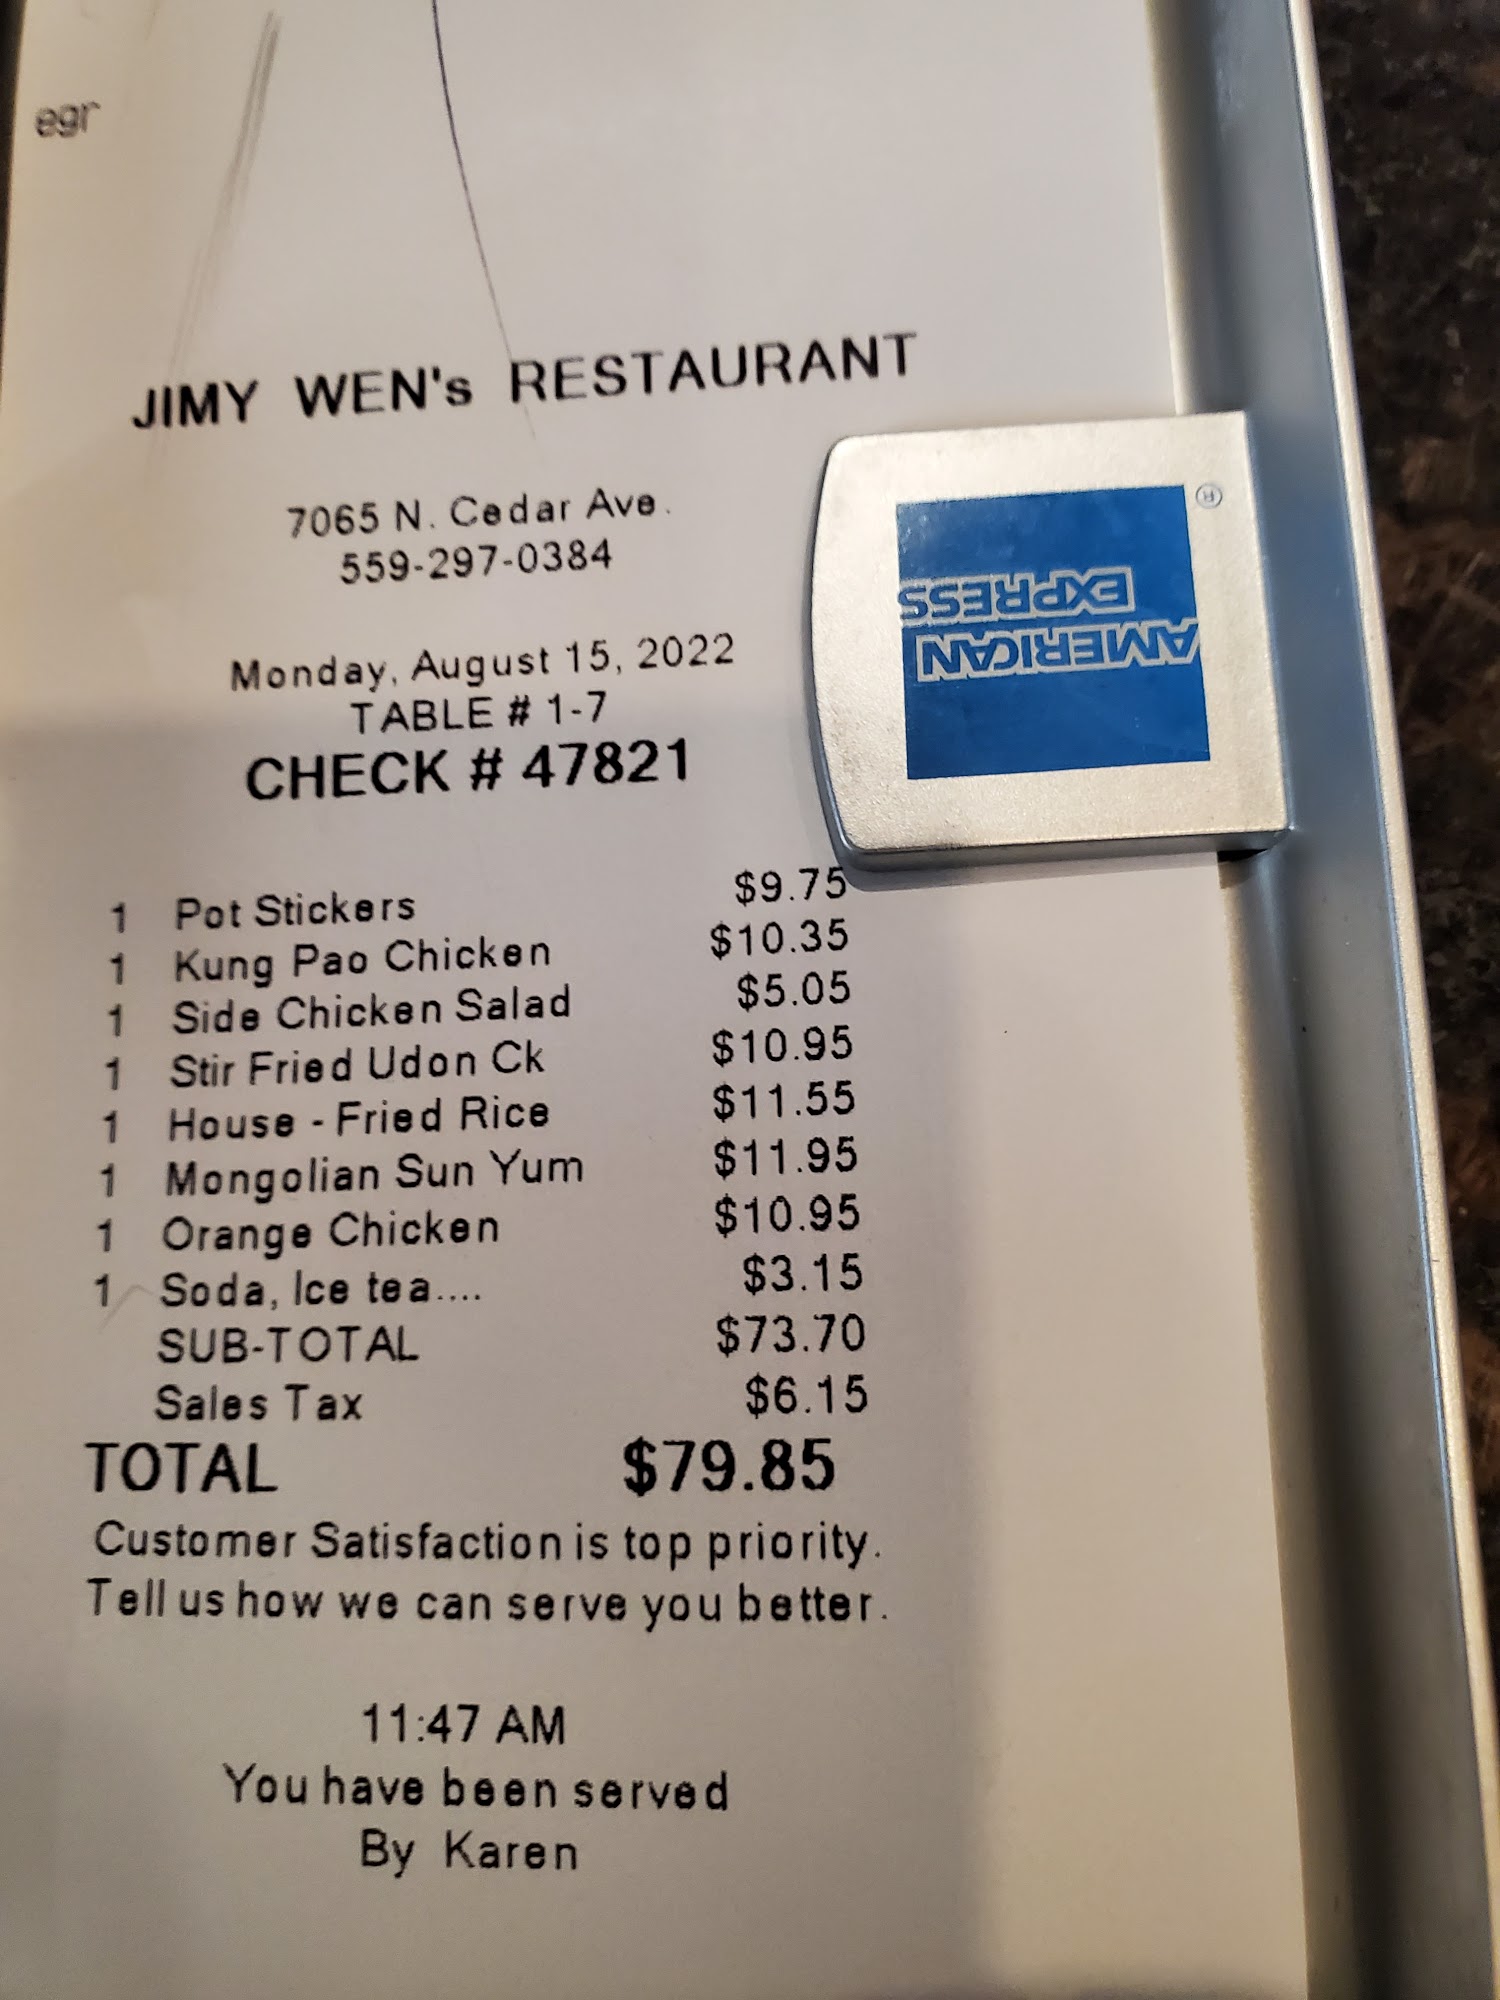 egr
JIMY WEN's RESTAURANT
7065 N. Cedar Ave.
559-297-0384
Monday, August 15, 2022
TABLE # 1-7
CHECK # 47821
AMERICAN
EXPRESS
®
1 Pot Stickers $9.75
1 Kung Pao Chicken $10.35
1 Side Chicken Salad $5.05
1 Stir Fried Udon Ck $10.95
1 House - Fried Rice $11.55
1 Mongolian Sun Yum $11.95
1 Orange Chicken $10.95
1 Soda, Ice tea.... $3.15
SUB-TOTAL $73.70
Sales Tax $6.15
TOTAL $79.85
Customer Satisfaction is top priority.
Tell us how we can serve you better.
11:47 AM
You have been served
By Karen